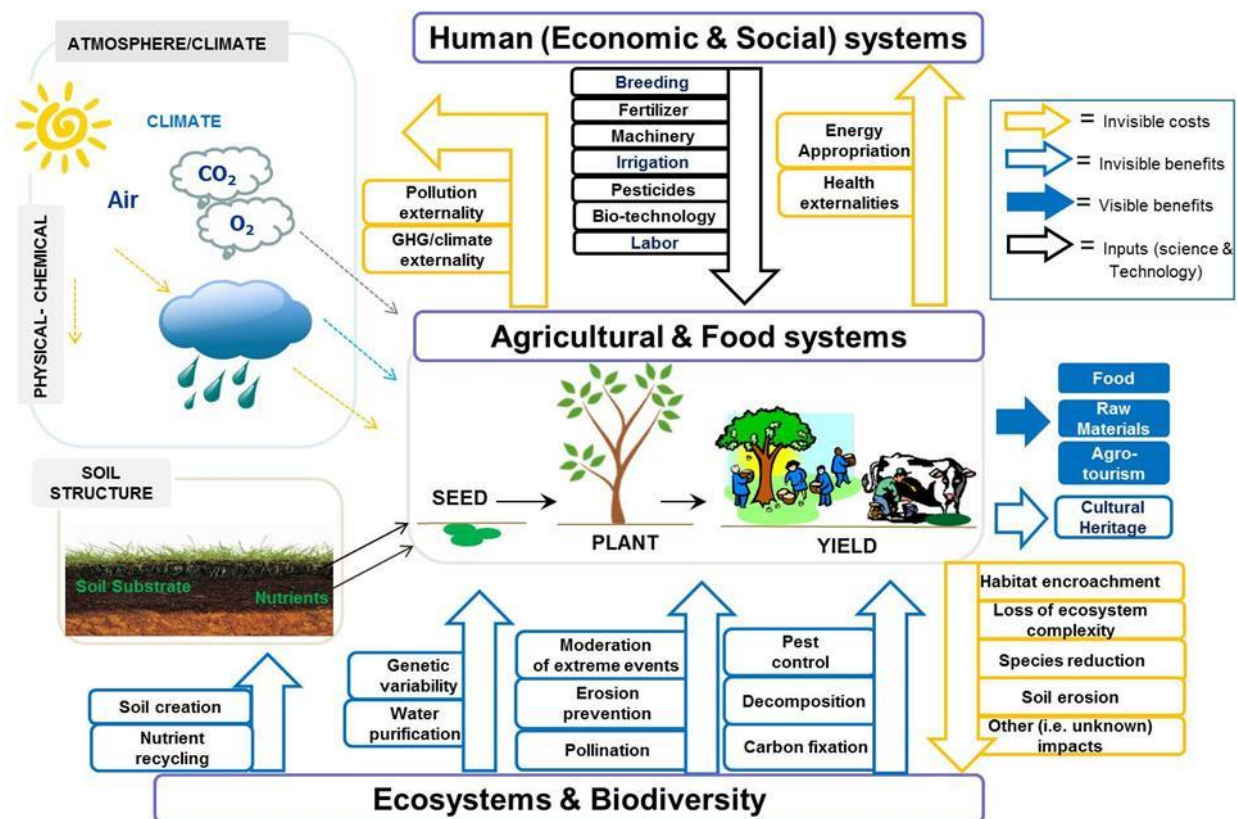 ATMOSPHERE/CLIMATE
CLIMATE
Air
CO2
O2
PHYSICAL- CHEMICAL
Human (Economic & Social) systems
Breeding
Fertilizer
Machinery
Irrigation
Pesticides
Bio-technology
Labor
Pollution
externality
GHG/climate
externality
Energy
Appropriation
Health
externalities
= Invisible costs
= Invisible benefits
= Visible benefits
= Inputs (science &
Technology)
Agricultural & Food systems
SEED
PLANT
YIELD
Food
Raw
Materials
Agro-
tourism
Cultural
Heritage
SOIL
STRUCTURE
Soil Substrate
Nutrients
Soil creation
Nutrient
recycling
Genetic
variability
Water
purification
Moderation
of extreme events
Erosion
prevention
Pollination
Pest
control
Decomposition
Carbon fixation
Habitat encroachment
Loss of ecosystem
complexity
Species reduction
Soil erosion
Other (i.e. unknown)
impacts
Ecosystems & Biodiversity